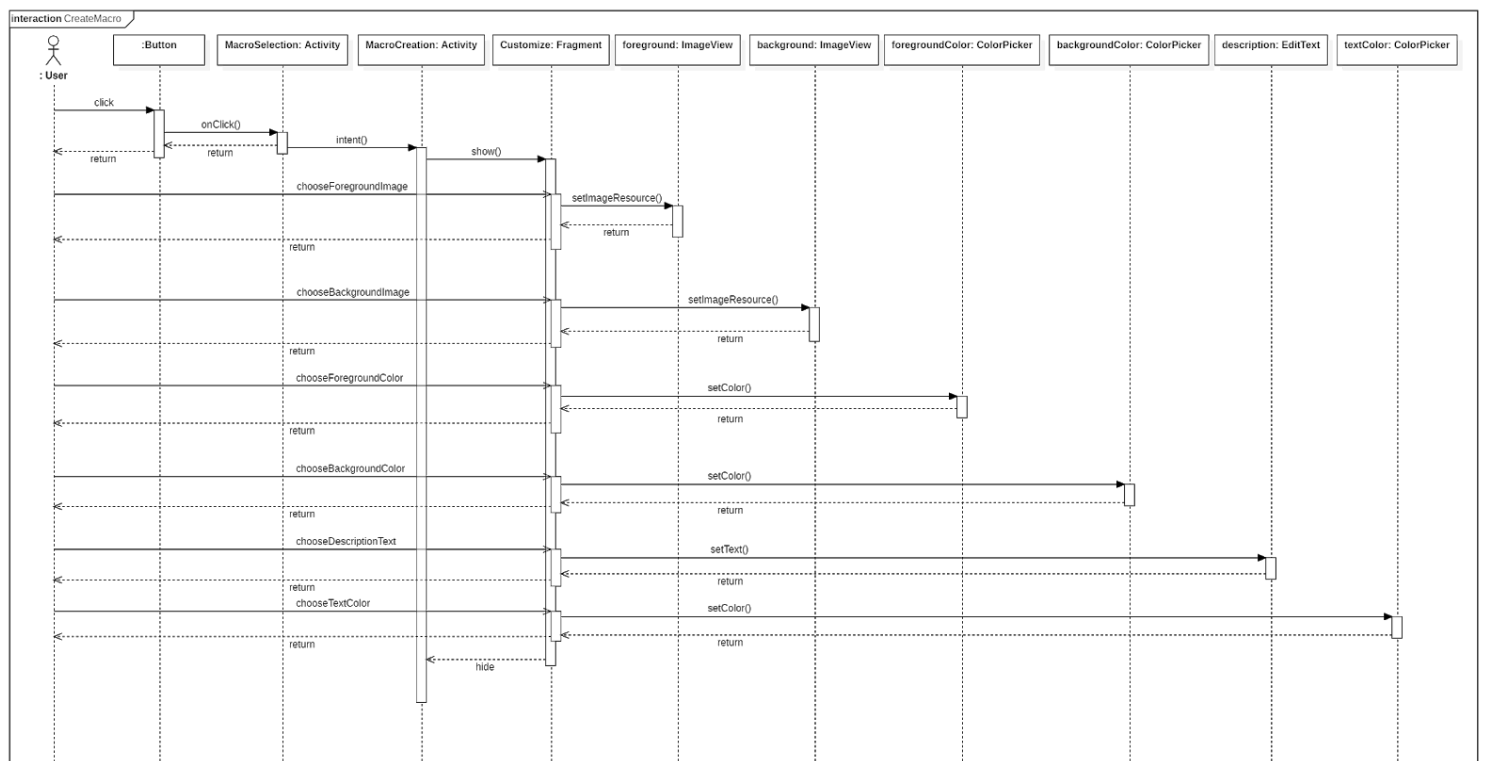 interaction CreateMacro
:Button
MacroSelection: Activity
MacroCreation: Activity
Customize: Fragment
foreground: ImageView
background: ImageView
foregroundColor: ColorPicker
backgroundColor: ColorPicker
description: EditText
textColor: ColorPicker
: User
click
onClick()
intent()
show()
return
return
chooseForegroundImage
setImageResource()
return
return
chooseBackgroundImage
setImageResource()
return
return
chooseForegroundColor
setColor()
return
return
chooseBackgroundColor
setColor()
return
return
chooseDescriptionText
setText()
return
return
chooseTextColor
setColor()
return
return
hide